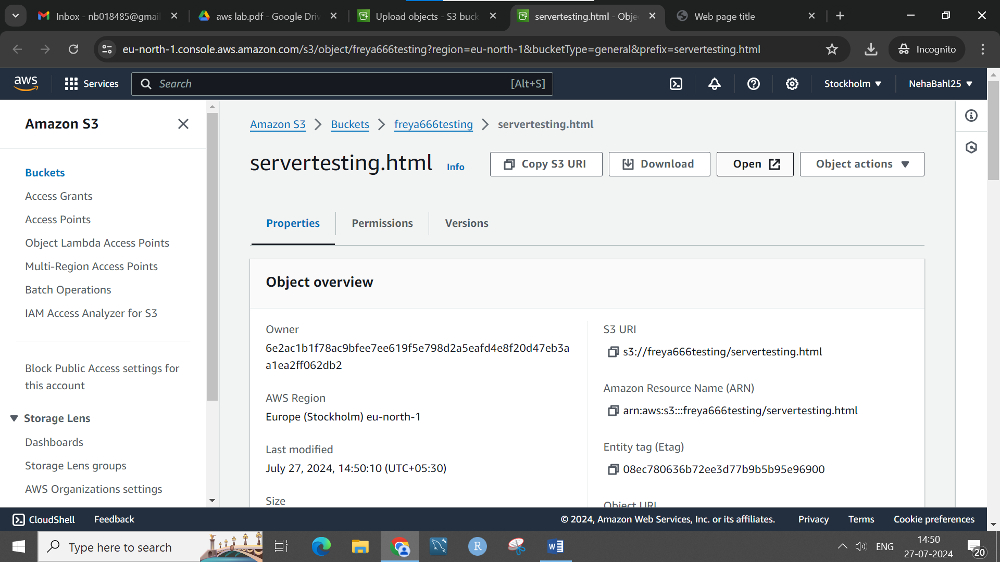 Inbox - nb018485@gmail
aws lab.pdf - Google Driv
Upload objects - S3 buck
servertesting.html - Obje
Web page title
eu-north-1.console.aws.amazon.com/s3/object/freya666testing?region=eu-north-1&bucketType=general&prefix=servertesting.html
Incognito
aws
Services
Search
[Alt+S]
Stockholm
NehaBahl25
Amazon S3
Buckets
Access Grants
Access Points
Object Lambda Access Points
Multi-Region Access Points
Batch Operations
IAM Access Analyzer for S3
Block Public Access settings for
this account
Storage Lens
Dashboards
Storage Lens groups
AWS Organizations settings
Amazon S3
Buckets
freya666testing
servertesting.html
servertesting.html
Info
Copy S3 URI
Download
Open
Object actions
Properties
Permissions
Versions
Object overview
Owner
6e2ac1b1f78ac9bfee7ee619f5e798d2a5eafd4e8f20d47eb3a
a1ea2ff062db2
AWS Region
Europe (Stockholm) eu-north-1
Last modified
July 27, 2024, 14:50:10 (UTC+05:30)
Size
S3 URI
s3://freya666testing/servertesting.html
Amazon Resource Name (ARN)
arn:aws:s3:::freya666testing/servertesting.html
Entity tag (Etag)
08ec780636b72ee3d77b9b5b95e96900
Object URL
CloudShell
Feedback
© 2024, Amazon Web Services, Inc. or its affiliates.
Privacy
Terms
Cookie preferences
Type here to search
R
W
ENG
14:50
27-07-2024
20